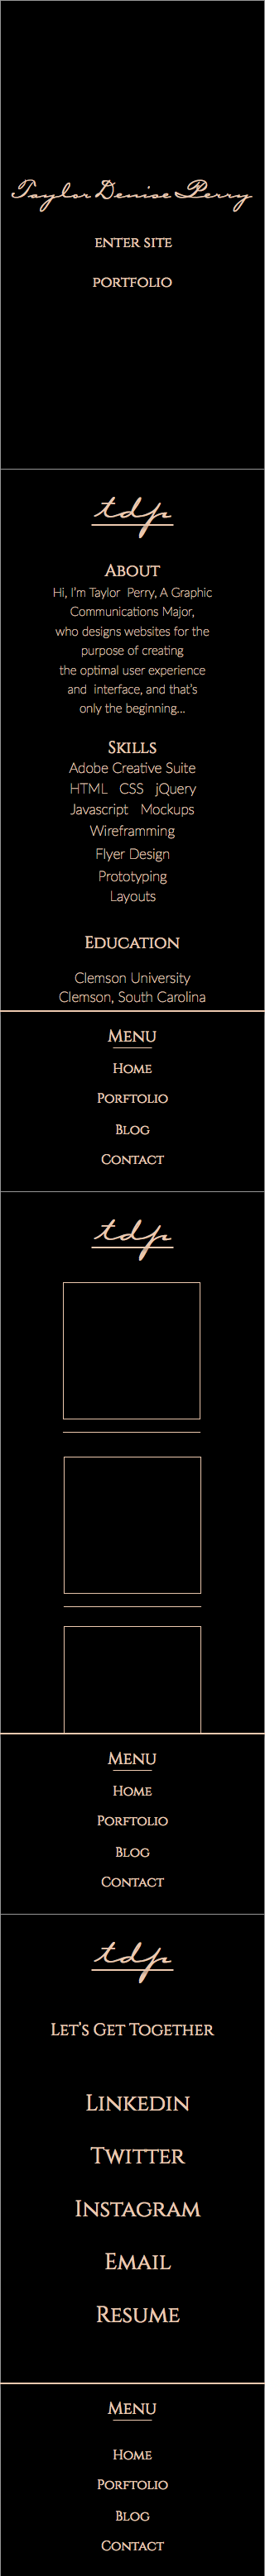 Taylor Denise Perry
ENTER SITE
PORTFOLIO
tdp
ABOUT
Hi, I'm Taylor Perry, A Graphic
Communications Major,
who designs websites for the
purpose of creating
the optimal user experience
and interface, and that's
only the beginning...
SKILLS
Adobe Creative Suite
HTML CSS jQuery
Javascript Mockups
Wireframming
Flyer Design
Prototyping
Layouts
EDUCATION
Clemson University
Clemson, South Carolina
MENU
HOME
PORFTOLIO
BLOG
CONTACT
tdp
MENU
HOME
PORFTOLIO
BLOG
CONTACT
tdp
LET'S GET TOGETHER
LINKEDIN
TWITTER
INSTAGRAM
EMAIL
RESUME
MENU
HOME
PORFTOLIO
BLOG
CONTACT